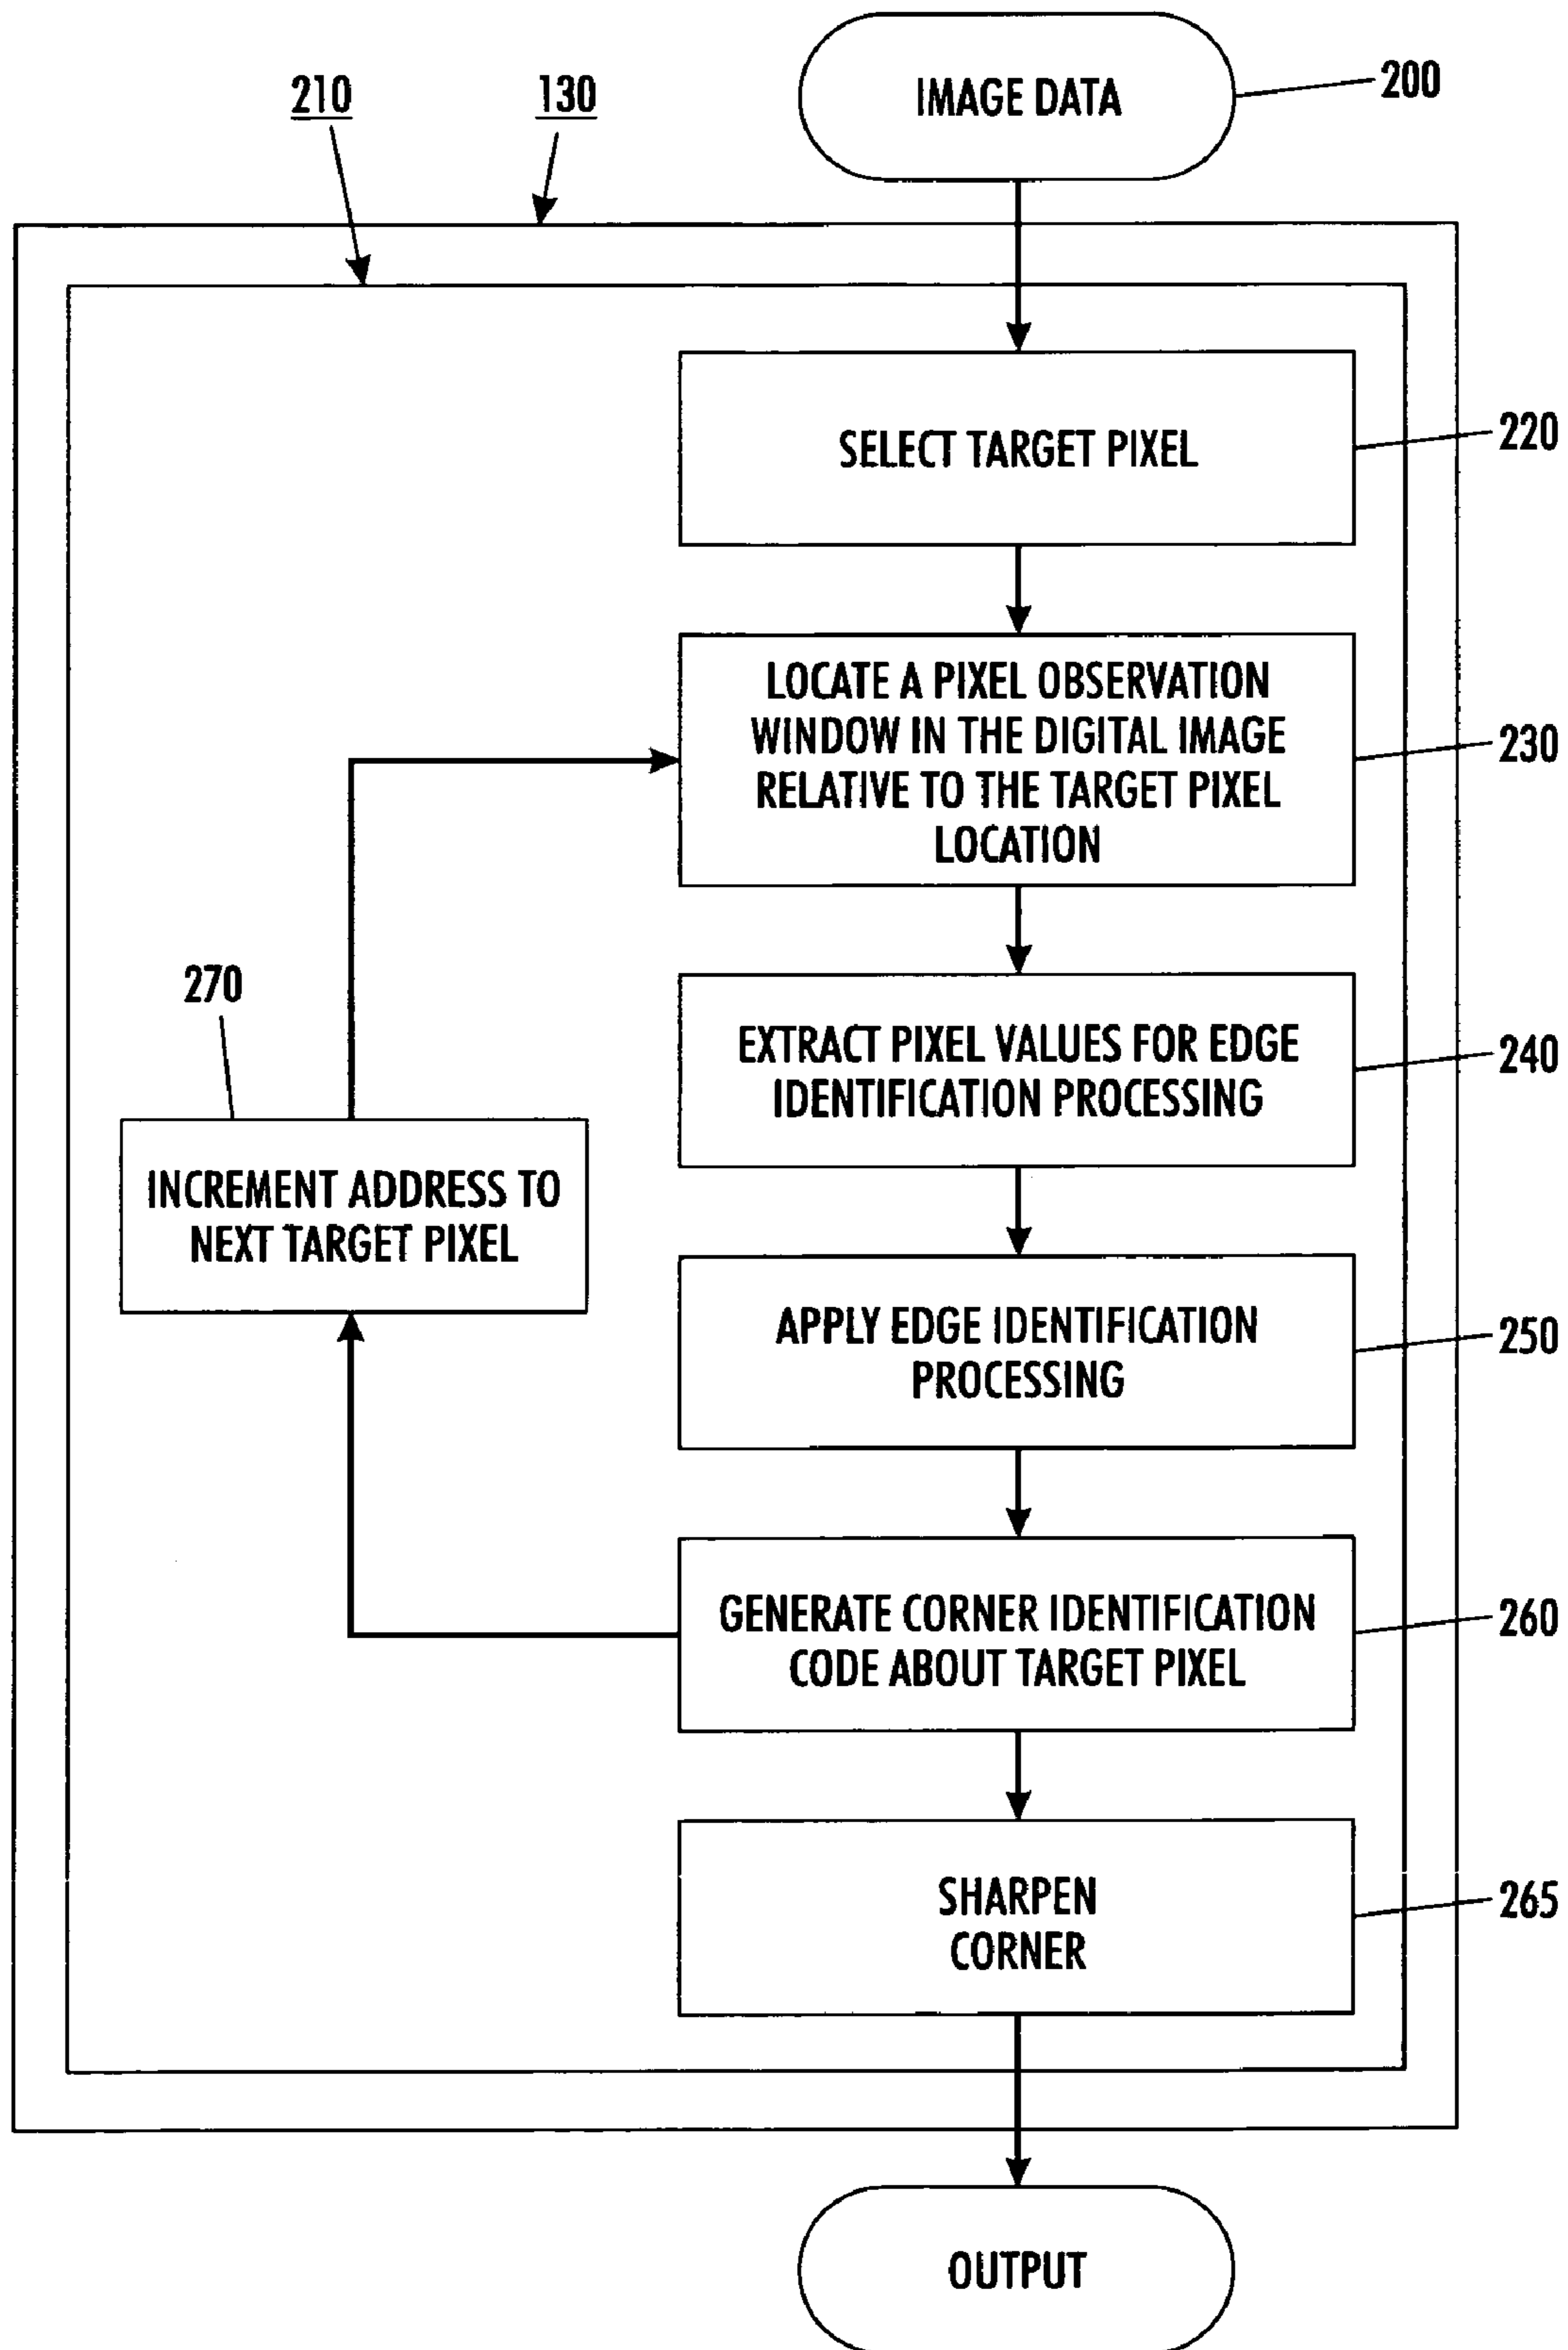 IMAGE DATA
200
210
130
SELECT TARGET PIXEL
220
LOCATE A PIXEL OBSERVATION
WINDOW IN THE DIGITAL IMAGE
RELATIVE TO THE TARGET PIXEL
LOCATION
230
EXTRACT PIXEL VALUES FOR EDGE
IDENTIFICATION PROCESSING
240
270
INCREMENT ADDRESS TO
NEXT TARGET PIXEL
APPLY EDGE IDENTIFICATION
PROCESSING
250
GENERATE CORNER IDENTIFICATION
CODE ABOUT TARGET PIXEL
260
SHARPEN
CORNER
265
OUTPUT